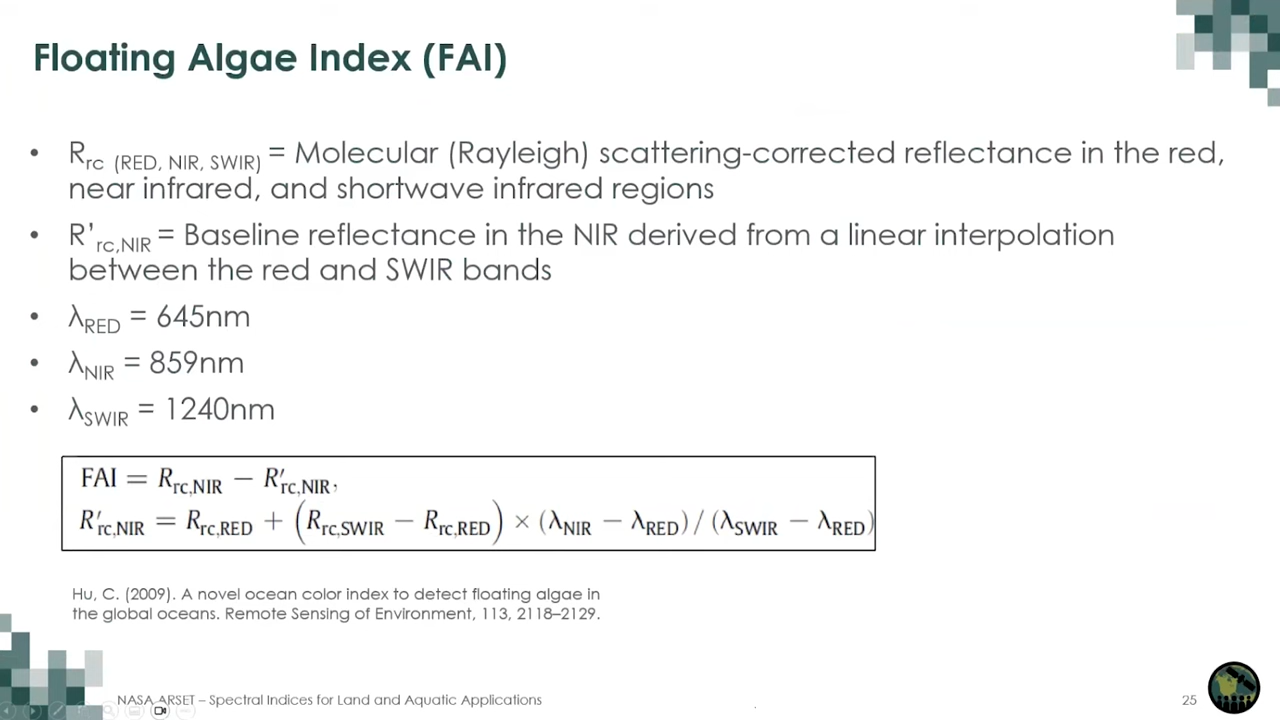 Floating Algae Index (FAI)
• Rrc (RED, NIR, SWIR) = Molecular (Rayleigh) scattering-corrected reflectance in the red,
near infrared, and shortwave infrared regions
• R’rc,NIR = Baseline reflectance in the NIR derived from a linear interpolation
between the red and SWIR bands
• λRED = 645nm
• λNIR = 859nm
• λSWIR = 1240nm
FAI = Rrc,NIR − R′rc,NIR,
R′rc,NIR = Rrc,RED + (Rrc,SWIR − Rrc,RED) × (λNIR − λRED)/(λSWIR − λRED)
Hu, C. (2009). A novel ocean color index to detect floating algae in
the global oceans. Remote Sensing of Environment, 113, 2118–2129.
NASA ARSET – Spectral Indices for Land and Aquatic Applications
25